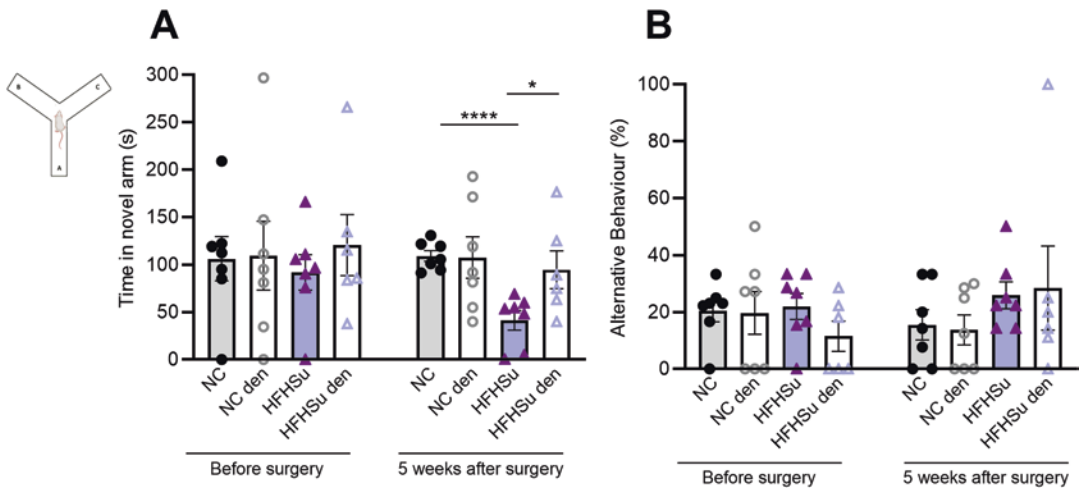 A
B
B
C
A
Time in novel arm (s)
300
250
200
150
100
50
0
****
*
NC
NC den
HFHSu
HFHSu den
NC
NC den
HFHSu
HFHSu den
Before surgery
5 weeks after surgery
Alternative Behaviour (%)
100
80
60
40
20
0
NC
NC den
HFHSu
HFHSu den
NC
NC den
HFHSu
HFHSu den
Before surgery
5 weeks after surgery